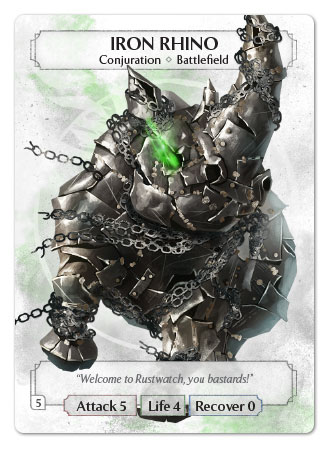 IRON RHINO
Conjuration ⬦ Battlefield
“Welcome to Rustwatch, you bastards!”
5
Attack 5 Life 4 Recover 0